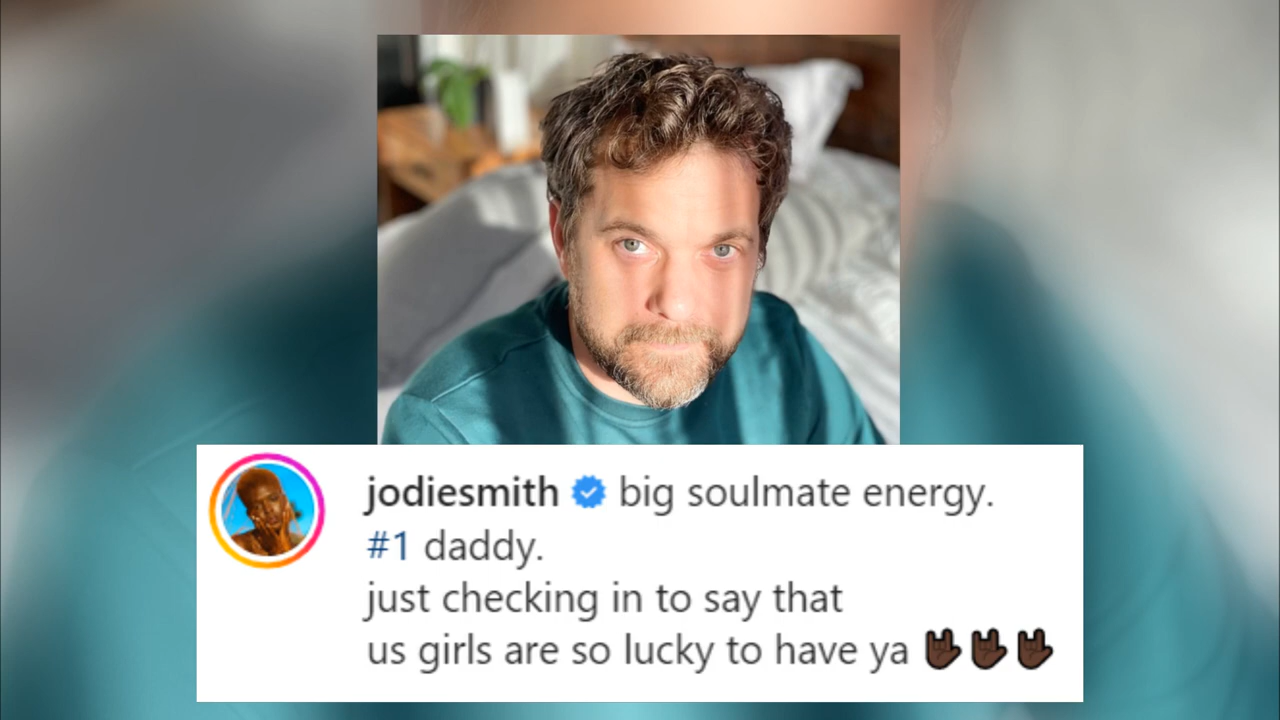 jodiesmith big soulmate energy.
#1 daddy.
just checking in to say that
us girls are so lucky to have ya 🤟🏿🤟🏿🤟🏿